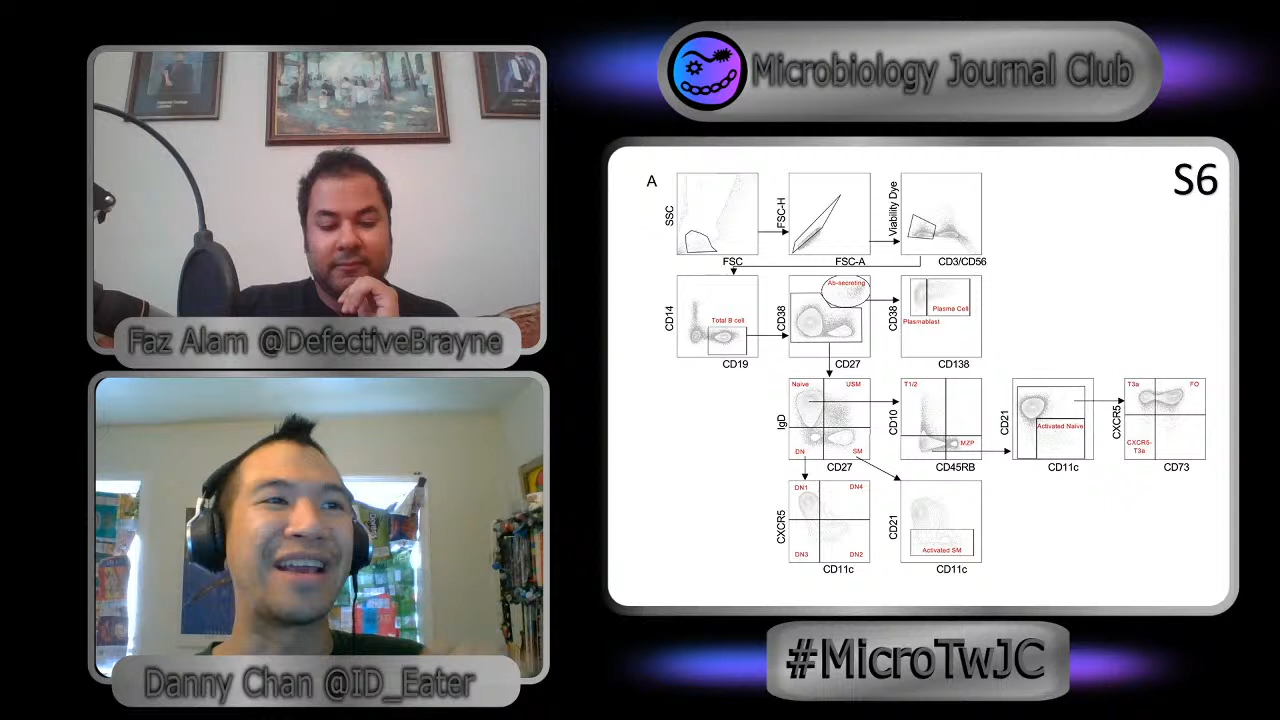 Microbiology Journal Club
Faz Alam @DefectiveBrayne
Danny Chan @ID_Eater
S6
A
SSC
FSC
FSC-H
FSC-A
Viability Dye
CD3/CD56
CD14
Total B cell
CD19
CD38
Ab-secreting
CD27
CD38
Plasma Cell
Plasmablast
CD138
IgD
Naive
USM
DN
SM
CD27
CD10
T1/2
MZP
CD45RB
CD21
Activated Naive
CD11c
CXCR5
T3a
FO
CXCR5-
T3a
CD73
CXCR5
DN1
DN4
DN3
DN2
CD11c
CD21
Activated SM
CD11c
#MicroTwJC